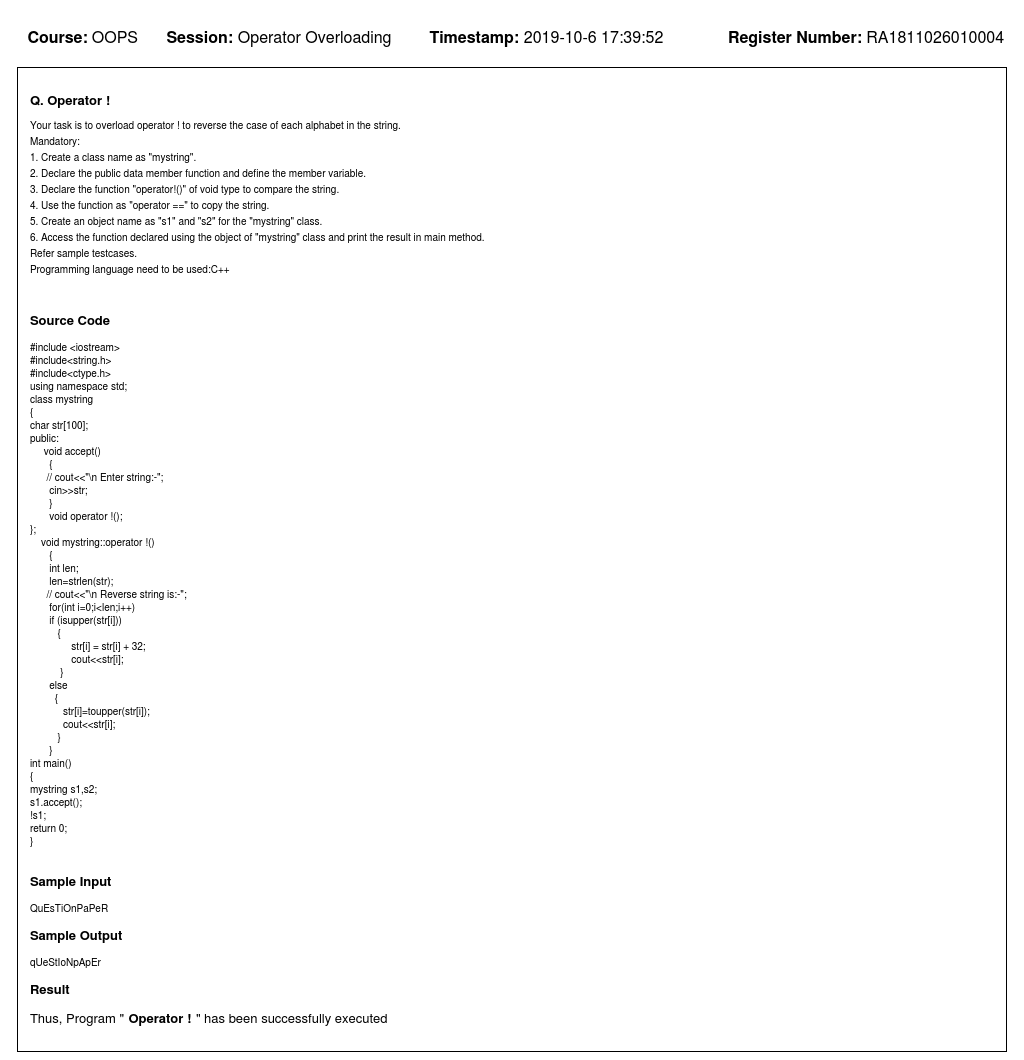 Course: OOPS Session: Operator Overloading Timestamp: 2019-10-6 17:39:52 Register Number: RA1811026010004
Q. Operator !
Your task is to overload operator ! to reverse the case of each alphabet in the string.
Mandatory:
1. Create a class name as "mystring".
2. Declare the public data member function and define the member variable.
3. Declare the function "operator!()" of void type to compare the string.
4. Use the function as "operator ==" to copy the string.
5. Create an object name as "s1" and "s2" for the "mystring" class.
6. Access the function declared using the object of "mystring" class and print the result in main method.
Refer sample testcases.
Programming language need to be used:C++
Source Code
#include <iostream>
#include<string.h>
#include<ctype.h>
using namespace std;
class mystring
{
char str[100];
public:
void accept()
{
// cout<<"\n Enter string:-";
cin>>str;
}
void operator !();
};
void mystring::operator !()
{
int len;
len=strlen(str);
// cout<<"\n Reverse string is:-";
for(int i=0;i<len;i++)
if (isupper(str[i]))
{
str[i] = str[i] + 32;
cout<<str[i];
}
else
{
str[i]=toupper(str[i]);
cout<<str[i];
}
}
int main()
{
mystring s1,s2;
s1.accept();
!s1;
return 0;
}
Sample Input
QuEsTiOnPaPeR
Sample Output
qUeStIoNpApEr
Result
Thus, Program " Operator ! " has been successfully executed